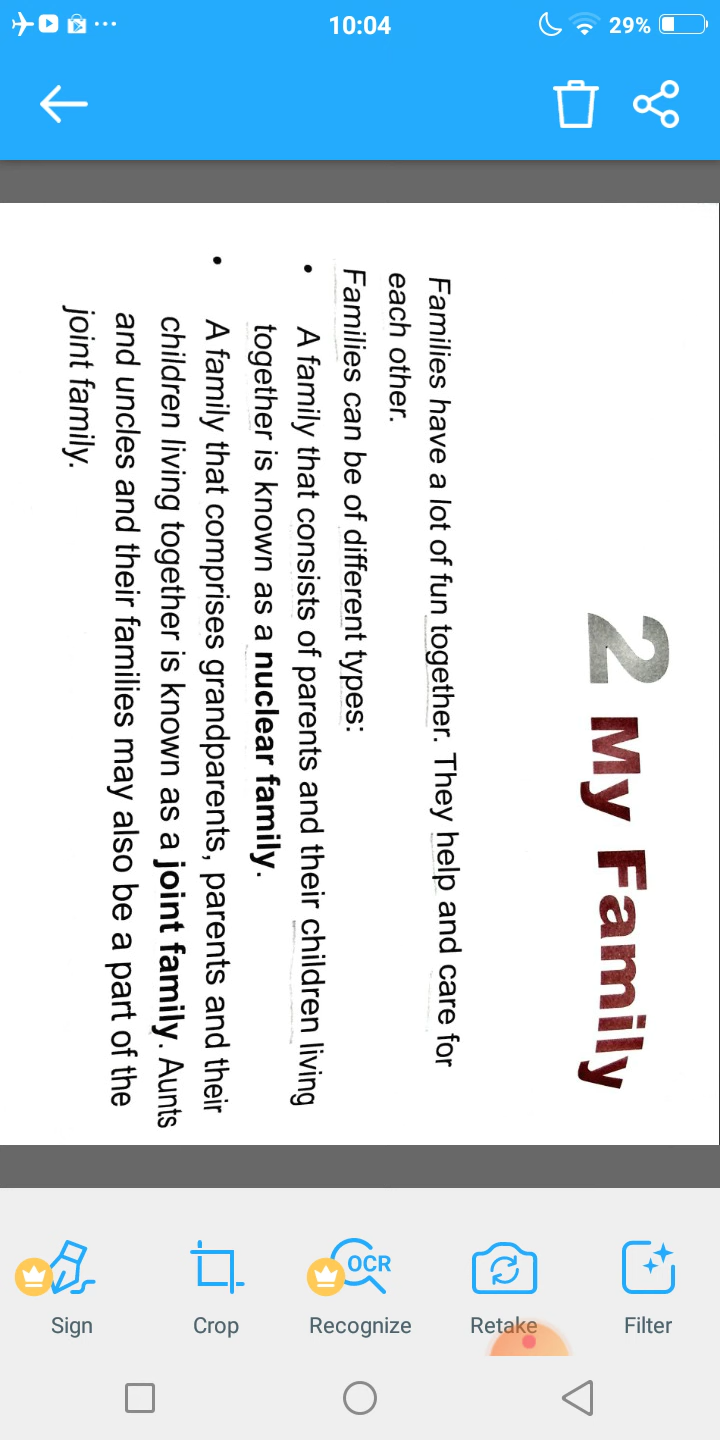 10:04
29%
2 My Family
Families have a lot of fun together. They help and care for
each other.
Families can be of different types:
• A family that consists of parents and their children living
together is known as a nuclear family.
• A family that comprises grandparents, parents and their
children living together is known as a joint family. Aunts
and uncles and their families may also be a part of the
joint family.
OCR
Sign
Crop
Recognize
Retake
Filter